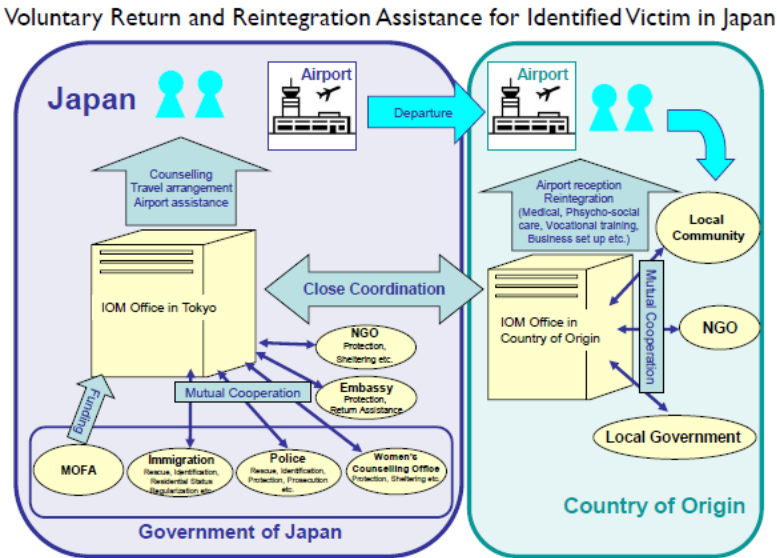 Voluntary Return and Reintegration Assistance for Identified Victim in Japan
Japan
Airport
Departure
Airport
Counselling
Travel arrangement
Airport assistance
Airport reception
Reintegration
(Medical, Phsycho-social
care, Vocational training,
Business set up etc.)
Local
Community
IOM Office in Tokyo
Close Coordination
IOM Office in
Country of Origin
Mutual Cooperation
NGO
NGO
Protection,
Sheltering etc.
Embassy
Protection,
Return Assistance
Mutual Cooperation
Funding
Local Government
MOFA
Immigration
Rescue, Identification,
Residential Status
Regularization etc.
Police
Rescue, Identification,
Protection, Prosecution
etc.
Women's
Counselling Office
Protection, Sheltering etc.
Government of Japan
Country of Origin